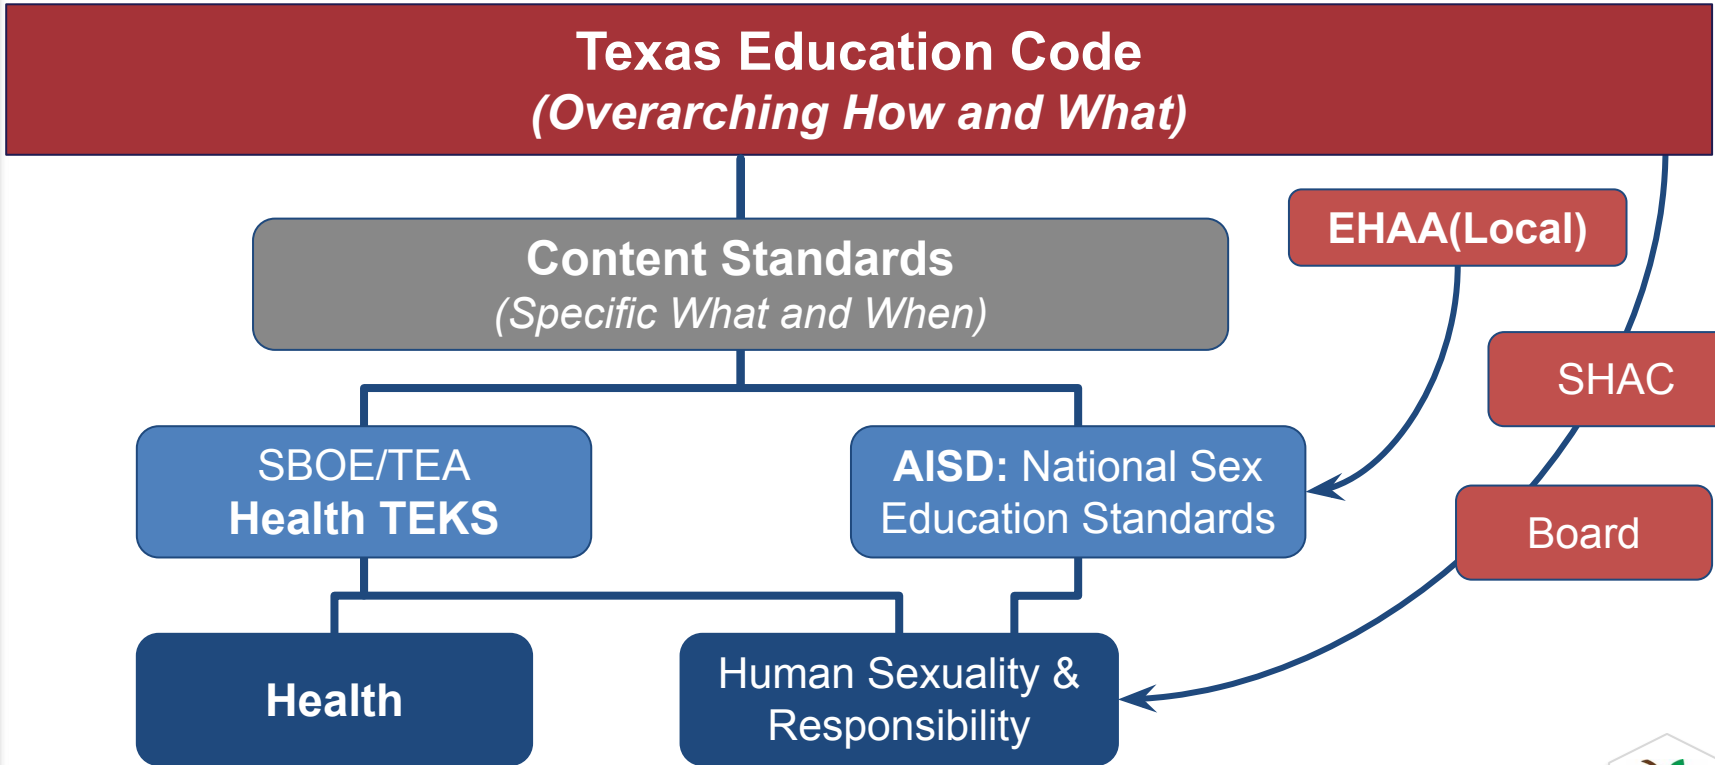 Texas Education Code
(Overarching How and What)
EHAA(Local)
Content Standards
(Specific What and When)
SHAC
SBOE/TEA
Health TEKS
AISD: National Sex
Education Standards
Board
Health
Human Sexuality &
Responsibility